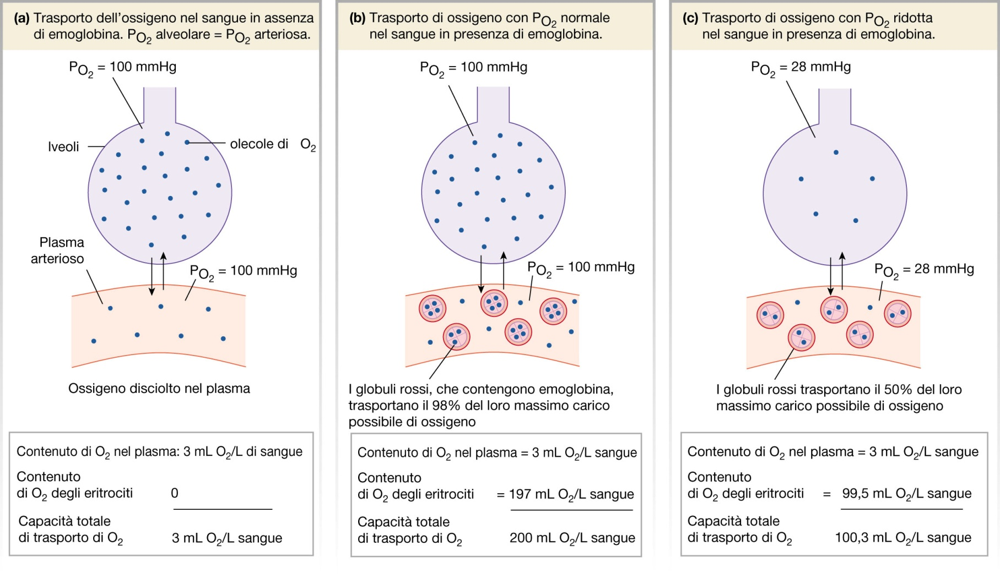 (a) Trasporto dell'ossigeno nel sangue in assenza
di emoglobina. PO2 alveolare = PO2 arteriosa.
PO2 = 100 mmHg
lveoli
olecole di O2
Plasma
arterioso
PO2 = 100 mmHg
Ossigeno disciolto nel plasma
Contenuto di O2 nel plasma: 3 mL O2/L di sangue
Contenuto
di O2 degli eritrociti 0
Capacità totale
di trasporto di O2 3 mL O2/L sangue
(b) Trasporto di ossigeno con PO2 normale
nel sangue in presenza di emoglobina.
PO2 = 100 mmHg
PO2 = 100 mmHg
I globuli rossi, che contengono emoglobina,
trasportano il 98% del loro massimo carico
possibile di ossigeno
Contenuto di O2 nel plasma = 3 mL O2/L sangue
Contenuto
di O2 degli eritrociti = 197 mL O2/L sangue
Capacità totale
di trasporto di O2 200 mL O2/L sangue
(c) Trasporto di ossigeno con PO2 ridotta
nel sangue in presenza di emoglobina.
PO2 = 28 mmHg
PO2 = 28 mmHg
I globuli rossi trasportano il 50% del loro
massimo carico possibile di ossigeno
Contenuto di O2 nel plasma = 3 mL O2/L sangue
Contenuto
di O2 degli eritrociti = 99,5 mL O2/L sangue
Capacità totale
di trasporto di O2 100,3 mL O2/L sangue